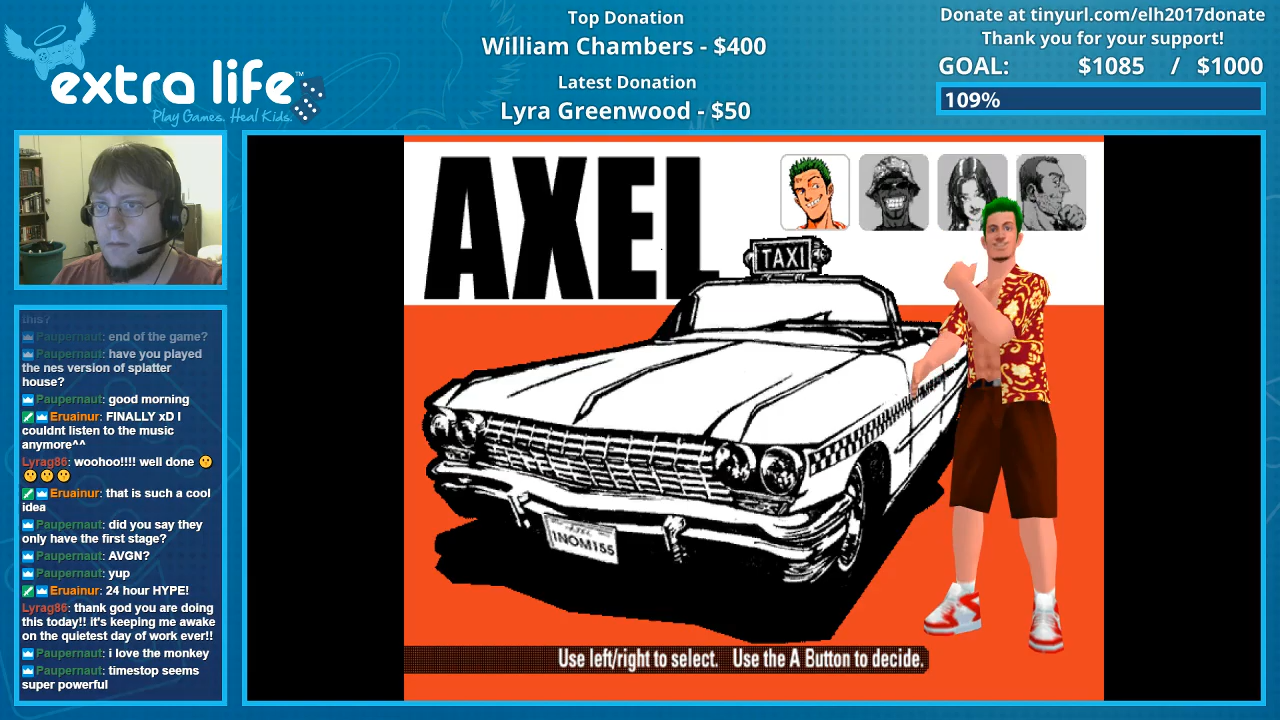 Top Donation
William Chambers - $400
Latest Donation
Lyra Greenwood - $50
Donate at tinyurl.com/elh2017donate
Thank you for your support!
GOAL: $1085 / $1000
109%
extra life™
Play Games. Heal Kids.
this?
Paupernaut: end of the game?
Paupernaut: have you played
the nes version of splatter
house?
Paupernaut: good morning
Eruainur: FINALLY xD I
couldnt listen to the music
anymore^^
Lyrag86: woohoo!!!! well done
Eruainur: that is such a cool
idea
Paupernaut: did you say they
only have the first stage?
Paupernaut: AVGN?
Paupernaut: yup
Eruainur: 24 hour HYPE!
Lyrag86: thank god you are doing
this today!! it's keeping me awake
on the quietest day of work ever!!
Paupernaut: i love the monkey
Paupernaut: timestop seems
super powerful
AXEL
TAXI
1NOM155
Use left/right to select. Use the A Button to decide.